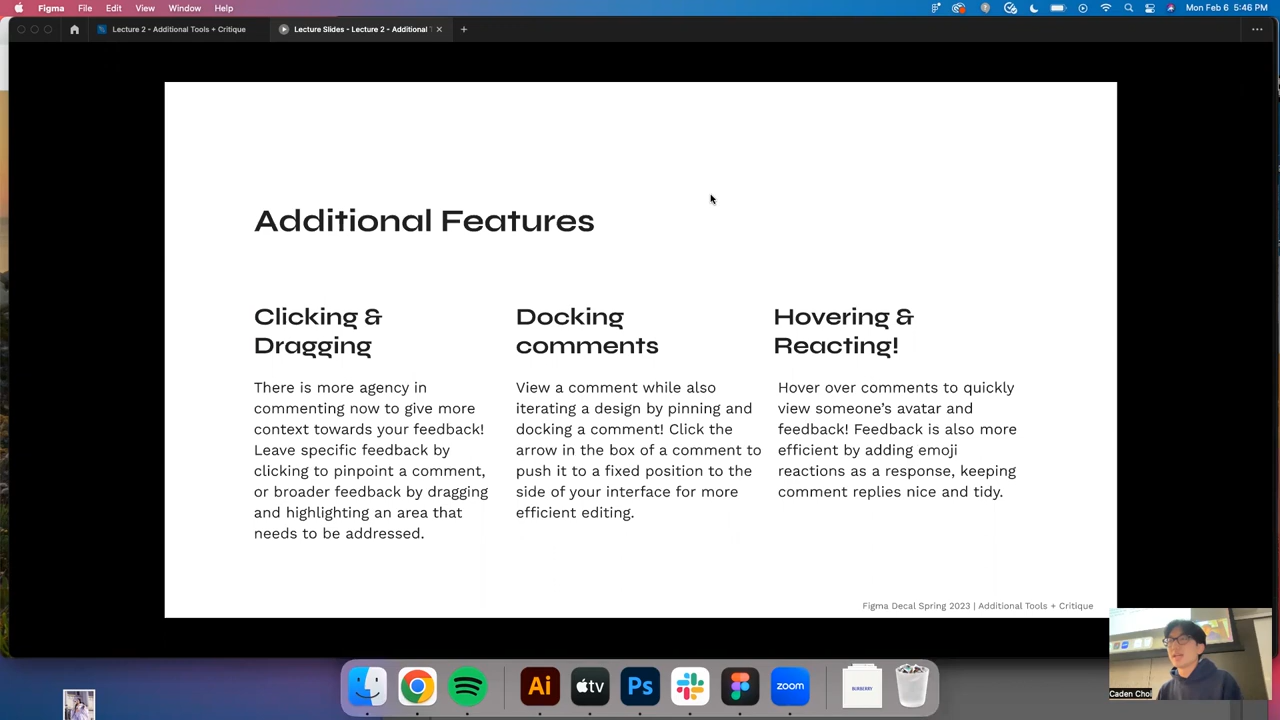 Figma File Edit View Window Help Mon Feb 6 5:46 PM
Lecture 2 - Additional Tools + Critique Lecture Slides - Lecture 2 - Additional
Additional Features
Clicking &
Dragging
There is more agency in
commenting now to give more
context towards your feedback!
Leave specific feedback by
clicking to pinpoint a comment,
or broader feedback by dragging
and highlighting an area that
needs to be addressed.
Docking
comments
View a comment while also
iterating a design by pinning and
docking a comment! Click the
arrow in the box of a comment to
push it to a fixed position to the
side of your interface for more
efficient editing.
Hovering &
Reacting!
Hover over comments to quickly
view someone’s avatar and
feedback! Feedback is also more
efficient by adding emoji
reactions as a response, keeping
comment replies nice and tidy.
Figma Decal Spring 2023 | Additional Tools + Critique
Caden Choi
Ai tv Ps zoom BURBERRY